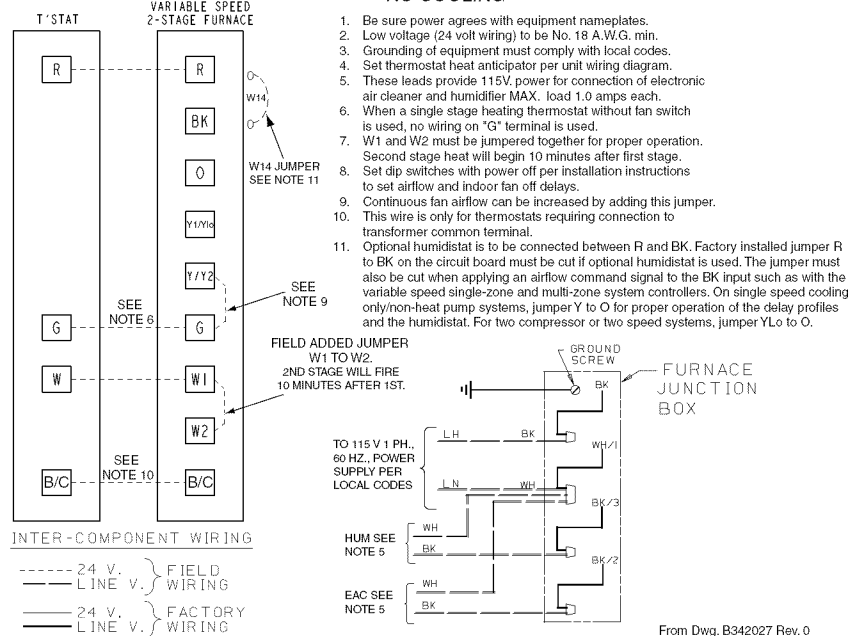 NO COOLING
T'STAT
VARIABLE SPEED
2-STAGE FURNACE
R
R
W14
BK
W14 JUMPER
SEE NOTE 11
O
Y1/Ylo
Y/Y2
SEE
NOTE 9
SEE
NOTE 6
G
G
FIELD ADDED JUMPER
W1 TO W2.
2ND STAGE WILL FIRE
10 MINUTES AFTER 1ST.
W
W1
W2
SEE
NOTE 10
B/C
B/C
INTER-COMPONENT WIRING
24 V.
LINE V.
FIELD
WIRING
24 V.
LINE V.
FACTORY
WIRING
1. Be sure power agrees with equipment nameplates.
2. Low voltage (24 volt wiring) to be No. 18 A.W.G. min.
3. Grounding of equipment must comply with local codes.
4. Set thermostat heat anticipator per unit wiring diagram.
5. These leads provide 115V. power for connection of electronic
air cleaner and humidifier MAX. load 1.0 amps each.
6. When a single stage heating thermostat without fan switch
is used, no wiring on "G" terminal is used.
7. W1 and W2 must be jumpered together for proper operation.
Second stage heat will begin 10 minutes after first stage.
8. Set dip switches with power off per installation instructions
to set airflow and indoor fan off delays.
9. Continuous fan airflow can be increased by adding this jumper.
10. This wire is only for thermostats requiring connection to
transformer common terminal.
11. Optional humidistat is to be connected between R and BK. Factory installed jumper R
to BK on the circuit board must be cut if optional humidistat is used. The jumper must
also be cut when applying an airflow command signal to the BK input such as with the
variable speed single-zone and multi-zone system controllers. On single speed cooling
only/non-heat pump systems, jumper Y to O for proper operation of the delay profiles
and the humidistat. For two compressor or two speed systems, jumper YLo to O.
GROUND
SCREW
BK
FURNACE
JUNCTION
BOX
TO 115 V 1 PH.,
60 HZ., POWER
SUPPLY PER
LOCAL CODES
LH
BK
WH/1
LN
WH
BK/3
HUM SEE
NOTE 5
WH
BK
BK/2
EAC SEE
NOTE 5
WH
BK
From Dwg. B342027 Rev. 0